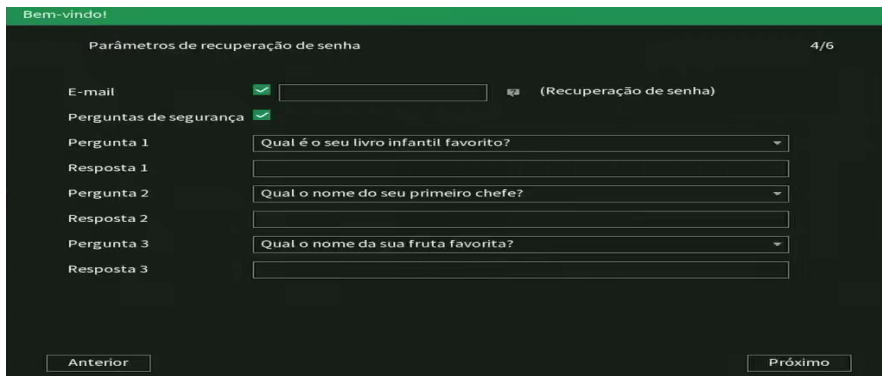 Bem-vindo!
Parâmetros de recuperação de senha 4/6
E-mail (Recuperação de senha)
Perguntas de segurança
Pergunta 1 Qual é o seu livro infantil favorito?
Resposta 1
Pergunta 2 Qual o nome do seu primeiro chefe?
Resposta 2
Pergunta 3 Qual o nome da sua fruta favorita?
Resposta 3
Anterior Próximo